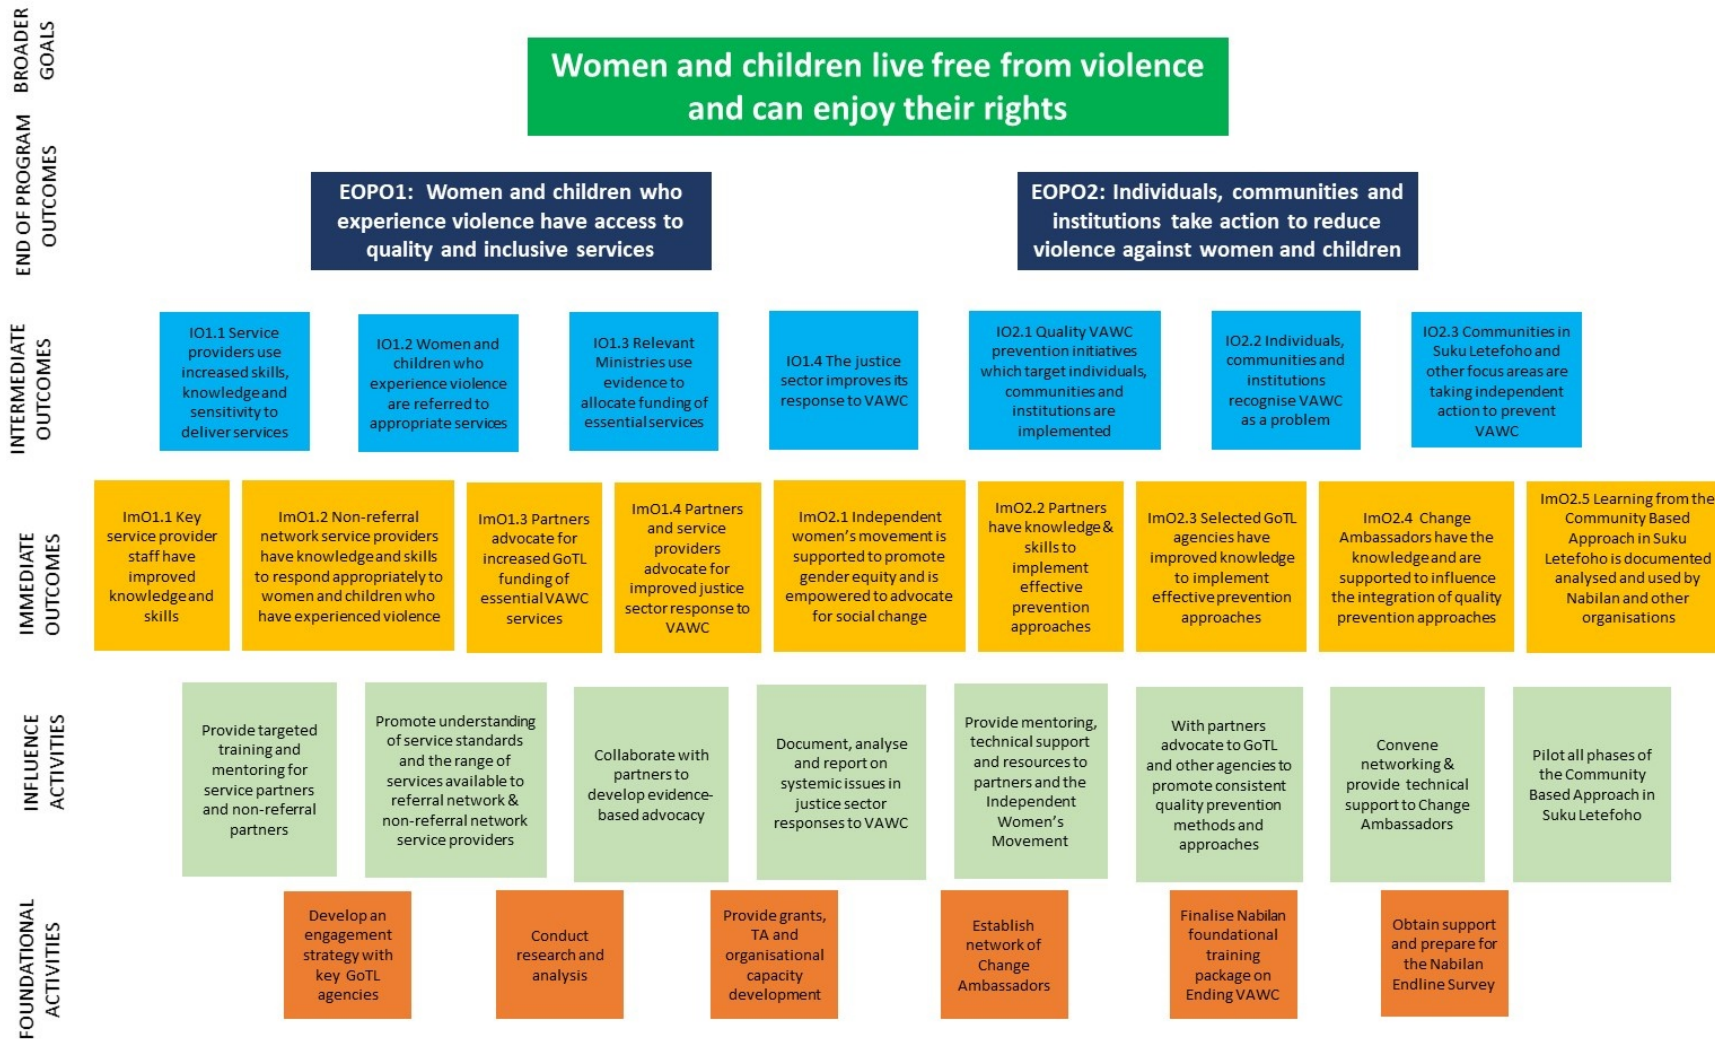 BROADER
GOALS
Women and children live free from violence
and can enjoy their rights
END OF PROGRAM
OUTCOMES
EOPO1: Women and children who
experience violence have access to
quality and inclusive services
EOPO2: Individuals, communities and
institutions take action to reduce
violence against women and children
INTERMEDIATE
OUTCOMES
IO1.1 Service
providers use
increased skills,
knowledge and
sensitivity to
deliver services
IO1.2 Women and
children who
experience violence
are referred to
appropriate services
IO1.3 Relevant
Ministries use
evidence to
allocate funding of
essential services
IO1.4 The justice
sector improves its
response to VAWC
IO2.1 Quality VAWC
prevention initiatives
which target individuals,
communities and
institutions are
implemented
IO2.2 Individuals,
communities and
institutions
recognise VAWC
as a problem
IO2.3 Communities in
Suku Letefoho and
other focus areas are
taking independent
action to prevent
VAWC
IMMEDIATE
OUTCOMES
ImO1.1 Key
service provider
staff have
improved
knowledge and
skills
ImO1.2 Non-referral
network service providers
have knowledge and skills
to respond appropriately to
women and children who
have experienced violence
ImO1.3 Partners
advocate for
increased GoTL
funding of
essential VAWC
services
ImO1.4 Partners
and service
providers
advocate for
improved justice
sector response to
VAWC
ImO2.1 Independent
women's movement is
supported to promote
gender equity and is
empowered to advocate
for social change
ImO2.2 Partners
have knowledge &
skills to
implement
effective
prevention
approaches
ImO2.3 Selected GoTL
agencies have
improved knowledge
to implement
effective prevention
approaches
ImO2.4 Change
Ambassadors have the
knowledge and are
supported to influence
the integration of quality
prevention approaches
ImO2.5 Learning from the
Community Based
Approach in Suku
Letefoho is documented
analysed and used by
Nabilan and other
organisations
INFLUENCE
ACTIVITIES
Provide targeted
training and
mentoring for
service partners
and non-referral
partners
Promote understanding
of service standards
and the range of
services available to
referral network &
non-referral network
service providers
Collaborate with
partners to
develop evidence-
based advocacy
Document, analyse
and report on
systemic issues in
justice sector
responses to VAWC
Provide mentoring,
technical support
and resources to
partners and the
Independent
Women's
Movement
With partners
advocate to GoTL
and other agencies to
promote consistent
quality prevention
methods and
approaches
Convene
networking &
provide technical
support to Change
Ambassadors
Pilot all phases of
the Community
Based Approach in
Suku Letefoho
FOUNDATIONAL
ACTIVITIES
Develop an
engagement
strategy with
key GoTL
agencies
Conduct
research and
analysis
Provide grants,
TA and
organisational
capacity
development
Establish
network of
Change
Ambassadors
Finalise Nabilan
foundational
training
package on
Ending VAWC
Obtain support
and prepare for
the Nabilan
Endline Survey